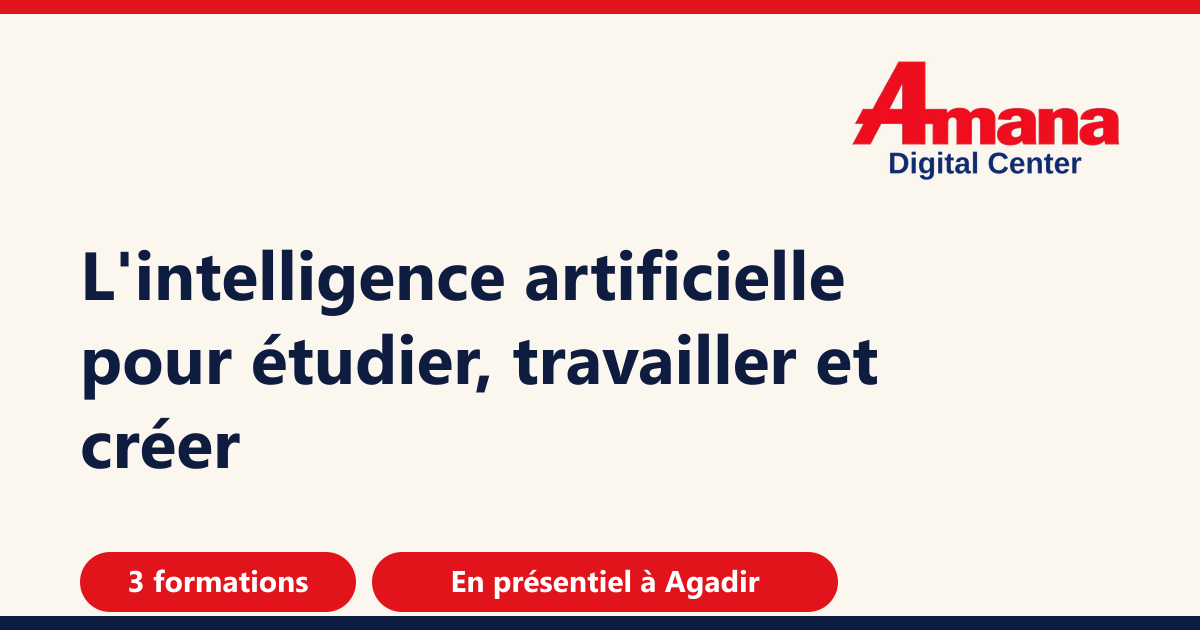 Amana
Digital Center
L'intelligence artificielle
pour étudier, travailler et
créer
3 formations
En présentiel à Agadir